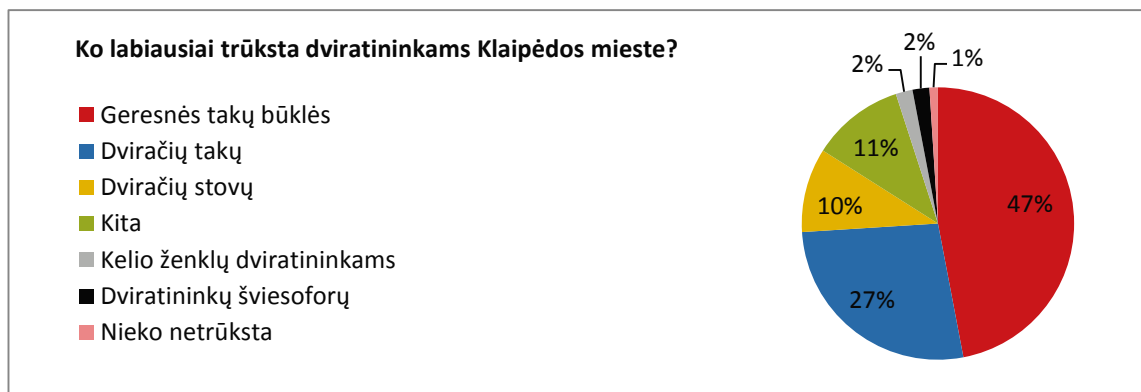 Ko labiausiai trūksta dviratininkams Klaipėdos mieste?
Geresnės takų būklės
Dviračių takų
Dviračių stovų
Kita
Kelio ženklų dviratininkams
Dviratininkų šviesoforų
Nieko netrūksta
2%
2%
1%
11%
10%
47%
27%